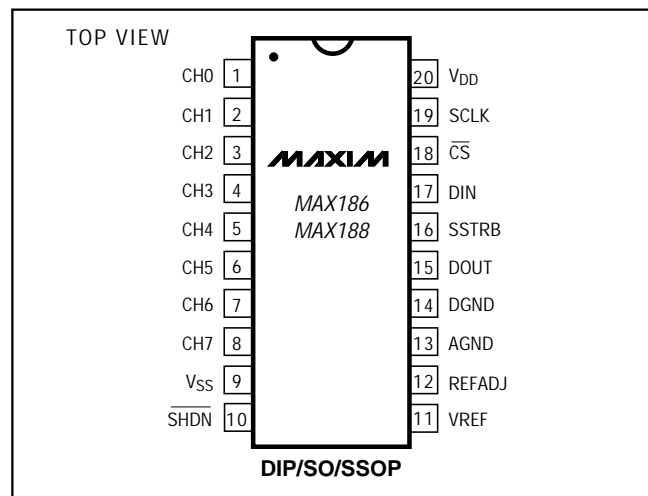 TOP VIEW
CH0 1 20 VDD
CH1 2 19 SCLK
CH2 3 MAXIM 18 C̅S̅
CH3 4 MAX186 17 DIN
CH4 5 MAX188 16 SSTRB
CH5 6 15 DOUT
CH6 7 14 DGND
CH7 8 13 AGND
VSS 9 12 REFADJ
S̅H̅D̅N̅ 10 11 VREF
DIP/SO/SSOP